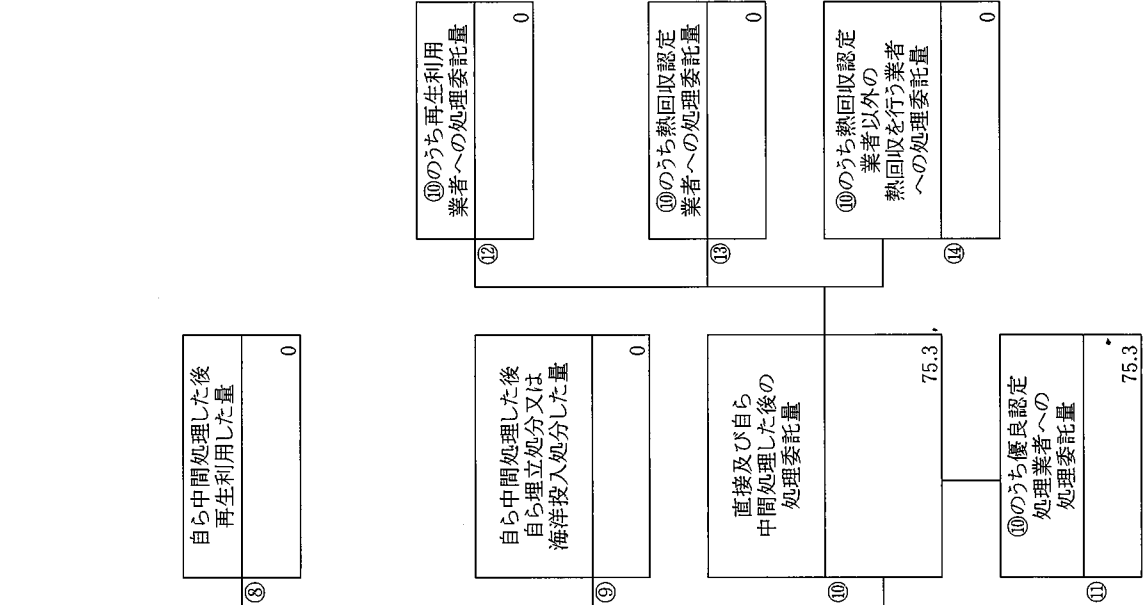 ⑧
自ら中間処理した後
再生利用した量
0
⑨
自ら中間処理した後
自ら埋立処分又は
海洋投入処分した量
0
⑩
直接及び自ら
中間処理した後の
処理委託量
75.3
⑪
⑩のうち優良認定
処理業者への
処理委託量
75.3
⑫
⑩のうち再生利用
業者への処理委託量
0
⑬
⑩のうち熱回収認定
業者への処理委託量
0
⑭
⑩のうち熱回収認定
業者以外の
熱回収を行う業者
への処理委託量
0